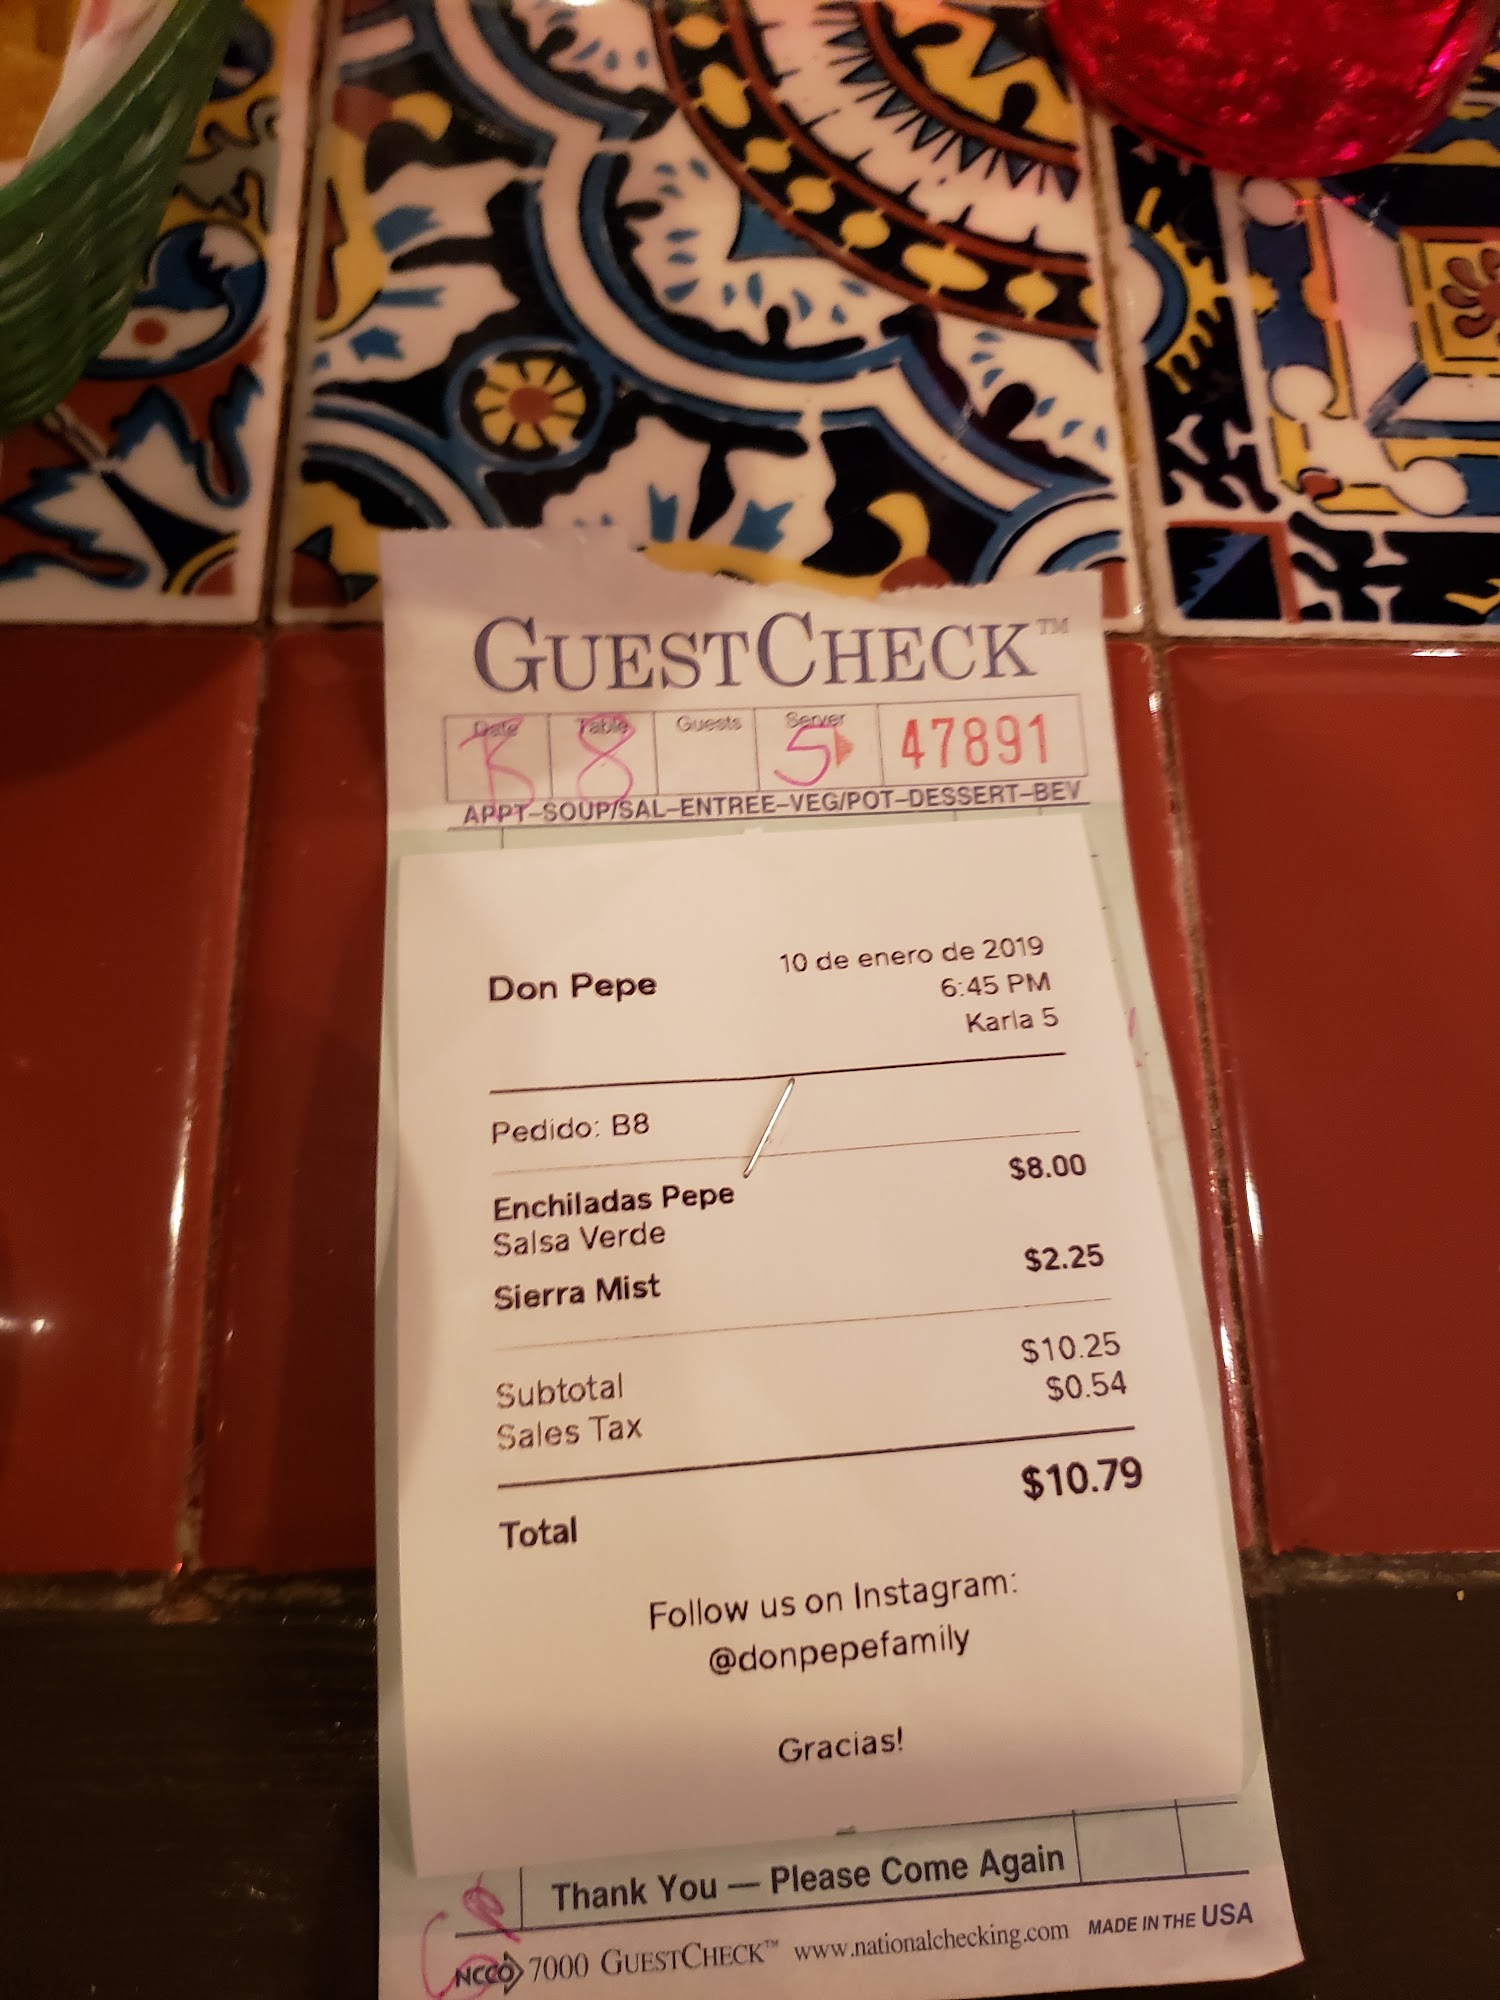 GUESTCHECK™
Date Table Guests Server 47891
8 5
APPT–SOUP/SAL–ENTREE–VEG/POT–DESSERT–BEV
Don Pepe 10 de enero de 2019
6:45 PM
Karla 5
Pedido: B8
Enchiladas Pepe $8.00
Salsa Verde
Sierra Mist $2.25
Subtotal $10.25
Sales Tax $0.54
Total $10.79
Follow us on Instagram:
@donpepefamily
Gracias!
Thank You — Please Come Again
NCCO 7000 GUESTCHECK™ www.nationalchecking.com MADE IN THE USA